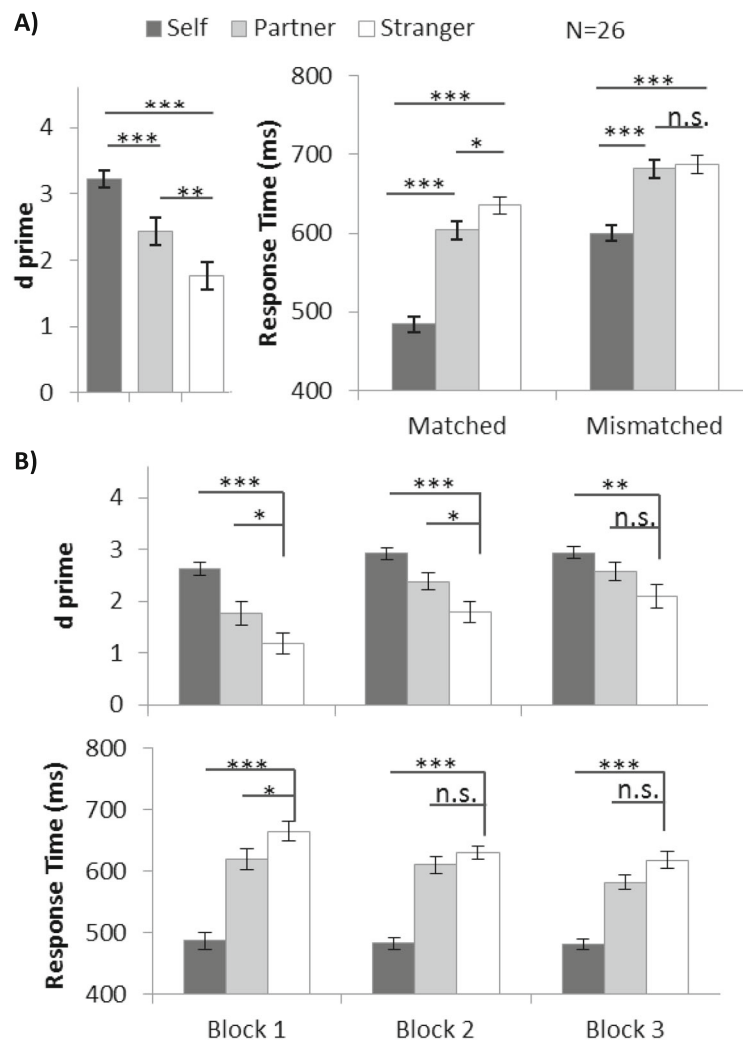 A)
Self Partner Stranger N=26
d prime
4
3
2
1
0
***
***
**
Response Time (ms)
800
700
600
500
400
***
*
***
***
n.s.
***
Matched Mismatched
B)
d prime
4
3
2
1
0
***
*
***
*
**
n.s.
Response Time (ms)
800
700
600
500
400
***
*
***
n.s.
***
n.s.
Block 1 Block 2 Block 3